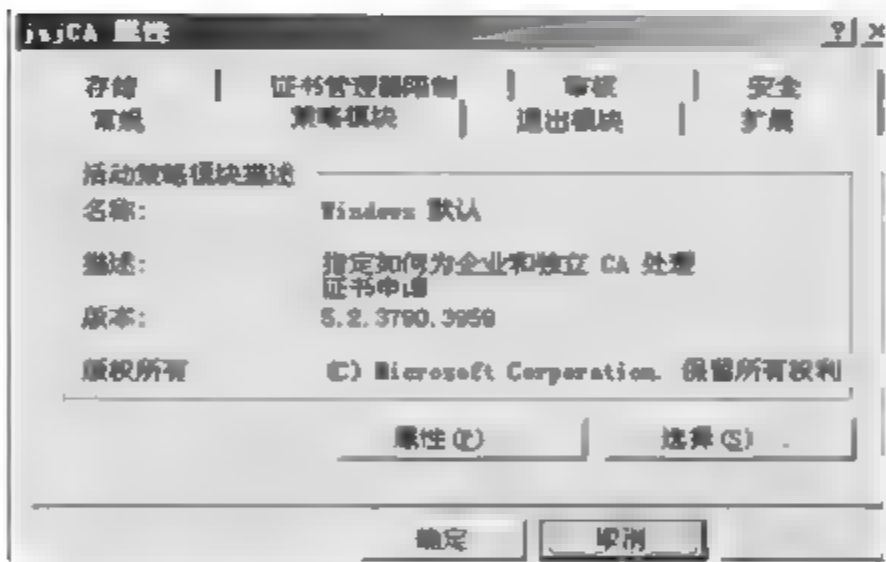 jsjCA 属性
存储 证书管理器限制 审核 安全
常规 策略模块 退出模块 扩展
活动策略模块描述
名称: Windows 默认
描述: 指定如何为企业和独立 CA 处理
证书申请
版本: 5.2.3790.3959
版权所有 (C) Microsoft Corporation. 保留所有权利
属性(P) 选择(S)
确定 取消